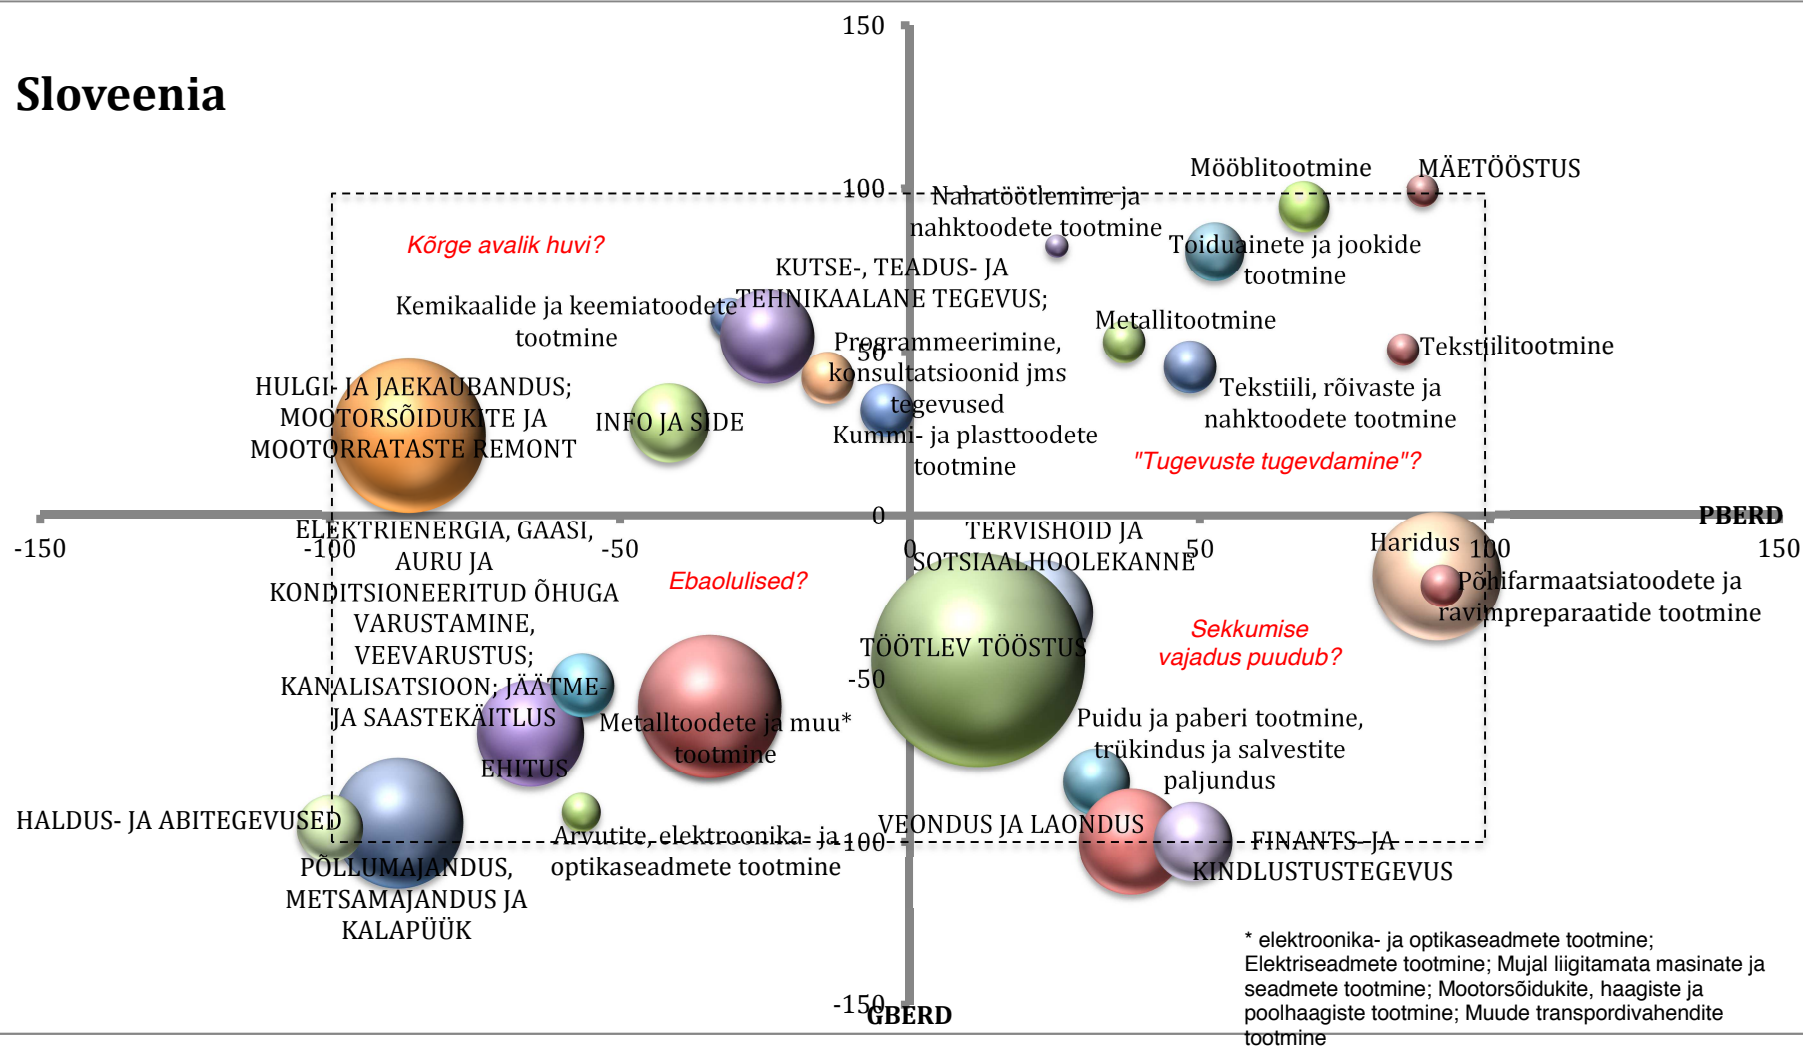 Sloveenia
150
100
50
0
-50
-100
-150
-150
-100
-50
0
50
100
150
PBERD
GBERD
Mööblitootmine
MÄETÖÖSTUS
Nahatöötlemine ja
nahktoodete tootmine
Toiduainete ja jookide
tootmine
Kõrge avalik huvi?
KUTSE-, TEADUS- JA
TEHNIKAALANE TEGEVUS;
Kemikaalide ja keemiatoodete
tootmine
Metallitootmine
Programmeerimine,
konsultatsioonid jms
tegevused
Tekstiilitootmine
HULGI- JA JAEKAUBANDUS;
MOOTORSÕIDUKITE JA
MOOTORRATASTE REMONT
INFO JA SIDE
Tekstiili, rõivaste ja
nahktoodete tootmine
Kummi- ja plasttoodete
tootmine
"Tugevuste tugevdamine"?
ELEKTRIENERGIA, GAASI,
AURU JA
KONDITSIONEERITUD ÕHUGA
VARUSTAMINE,
VEEVARUSTUS;
KANALISATSIOON; JÄÄTME-
JA SAASTEKÄITLUS
Ebaolulised?
TERVISHOID JA
SOTSIAALHOOLEKANNE
Haridus
Põhifarmaatsiatoodete ja
ravimpreparaatide tootmine
TÖÖTLEV TÖÖSTUS
Sekkumise
vajadus puudub?
Metalltoodete ja muu*
tootmine
EHITUS
Puidu ja paberi tootmine,
trükindus ja salvestite
paljundus
HALDUS- JA ABITEGEVUSED
Arvutite, elektroonika- ja
optikaseadmete tootmine
VEONDUS JA LAONDUS
FINANTS- JA
KINDLUSTUSTEGEVUS
PÕLLUMAJANDUS,
METSAMAJANDUS JA
KALAPÜÜK
* elektroonika- ja optikaseadmete tootmine;
Elektriseadmete tootmine; Mujal liigitamata masinate ja
seadmete tootmine; Mootorsõidukite, haagiste ja
poolhaagiste tootmine; Muude transpordivahendite
tootmine